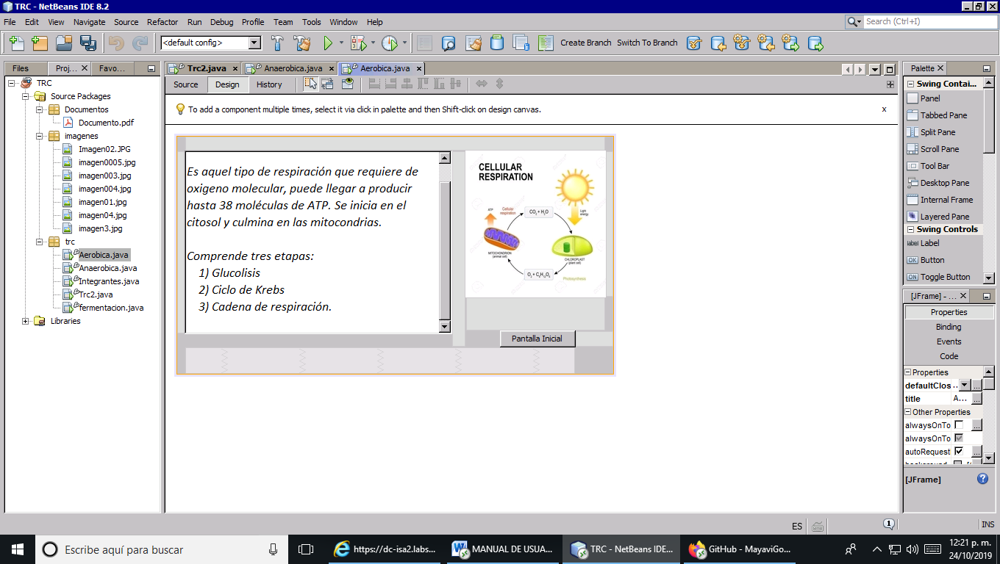 TRC - NetBeans IDE 8.2
File Edit View Navigate Source Refactor Run Debug Profile Team Tools Window Help
Search (Ctrl+I)
<default config>
Create Branch Switch To Branch
Files Proj... Favo...
TRC
Source Packages
Documentos
Documento.pdf
imagenes
Imagen02.JPG
imagen0005.jpg
imagen003.jpg
imagen004.jpg
imagen01.jpg
imagen04.jpg
imagen3.jpg
trc
Aerobica.java
Anaerobica.java
Integrantes.java
Trc2.java
fermentacion.java
Libraries
Trc2.java Anaerobica.java Aerobica.java
Source Design History
To add a component multiple times, select it via click in palette and then Shift-click on design canvas.
x
Es aquel tipo de respiración que requiere de
oxigeno molecular, puede llegar a producir
hasta 38 moléculas de ATP. Se inicia en el
citosol y culmina en las mitocondrias.
Comprende tres etapas:
1) Glucolisis
2) Ciclo de Krebs
3) Cadena de respiración.
CELLULAR
RESPIRATION
ATP
Cellular
respiration
CO2 + H2O
Light
energy
MITOCHONDRION
(animal cell)
CHLOROPLAST
(plant cell)
O2 + C6H12O6
Photosynthesis
Pantalla Inicial
Palette
Swing Contai...
Panel
Tabbed Pane
Split Pane
Scroll Pane
Tool Bar
Desktop Pane
Internal Frame
Layered Pane
Swing Controls
label Label
OK Button
ON Toggle Button
[JFrame] - ...
Properties
Binding
Events
Code
Properties
defaultClos ...
title A... ...
Other Properties
alwaysOnTo ...
alwaysOnTo
autoRequest ...
[JFrame]
ES
1
INS
Escribe aquí para buscar
https://dc-isa2.labs...
MANUAL DE USUA...
TRC - NetBeans IDE...
GitHub - MayaviGo...
12:21 p. m.
24/10/2019